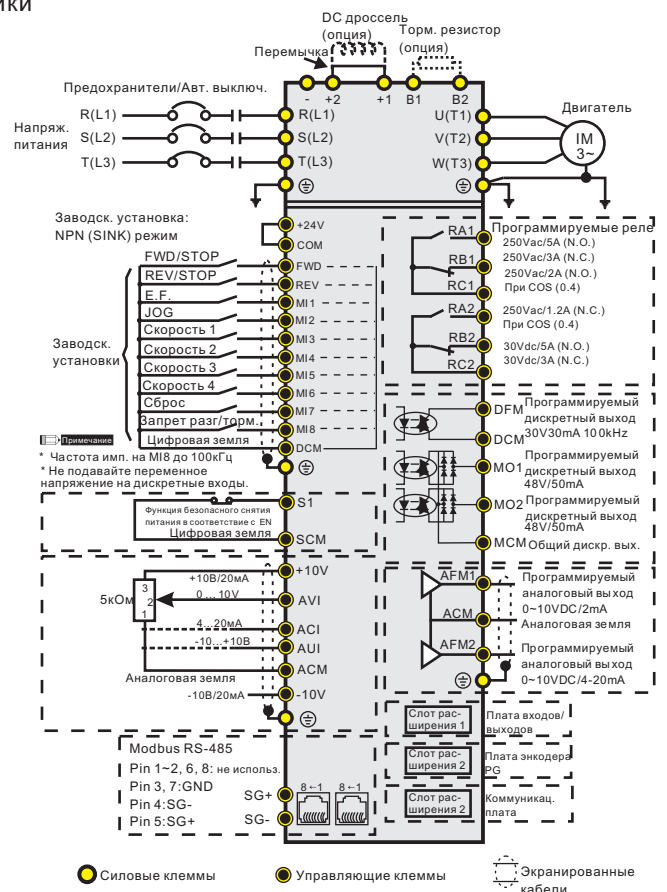 ики
DC дроссель
(опция)
Торм. резистор
(опция)
Перемычка
- +2 +1 B1 B2
Предохранители/Авт. выключ.
Напряж.
питания
R(L1)
S(L2)
T(L3)
R(L1)
S(L2)
T(L3)
U(T1)
V(T2)
W(T3)
Двигатель
IM
3~
Заводск. установка:
NPN (SINK) режим
+24V
COM
FWD/STOP
FWD
REV/STOP
REV
E.F.
MI1
JOG
MI2
Скорость 1
MI3
Заводск.
установки
Скорость 2
MI4
Скорость 3
MI5
Скорость 4
MI6
Сброс
MI7
Запрет разг/торм.
MI8
Цифровая земля
DCM
Примечание
* Частота имп. на MI8 до 100кГц
* Не подавайте переменное
напряжение на дискретные входы.
RA1
RB1
RC1
RA2
RB2
RC2
Программируемые реле
250Vac/5A (N.O.)
250Vac/3A (N.C.)
250Vac/2A (N.O.)
При COS (0.4)
250Vac/1.2A (N.C.)
При COS (0.4)
30Vdc/5A (N.O.)
30Vdc/3A (N.C.)
DFM
DCM
Программируемый
дискретный выход
30V30mA 100kHz
MO1
Программируемый
дискретный выход
48V/50mA
MO2
Программируемый
дискретный выход
48V/50mA
MCM Общий дискр. вых.
S1
Функция безопасного снятия
питания в соответствие с EN
Цифровая земля
SCM
+10V
+10В/20мА
5кОм
3
2
1
0...10V
AVI
4...20мА
ACI
-10...+10В
AUI
ACM
Аналоговая земля
-10В/20мА
-10V
AFM1
Программируемый
аналоговый выход
0~10VDC/2mA
ACM
Аналоговая земля
AFM2
Программируемый
аналоговый выход
0~10VDC/4-20mA
Слот рас-
ширения 1
Плата входов/
выходов
Слот рас-
ширения 2
Плата энкодера
PG
Слот рас-
ширения 2
Коммуникац.
плата
Modbus RS-485
Pin 1~2, 6, 8: не использ.
Pin 3, 7:GND
Pin 4:SG-
Pin 5:SG+
SG+
SG-
8←1 8←1
Силовые клеммы
Управляющие клеммы
Экранированные
кабели